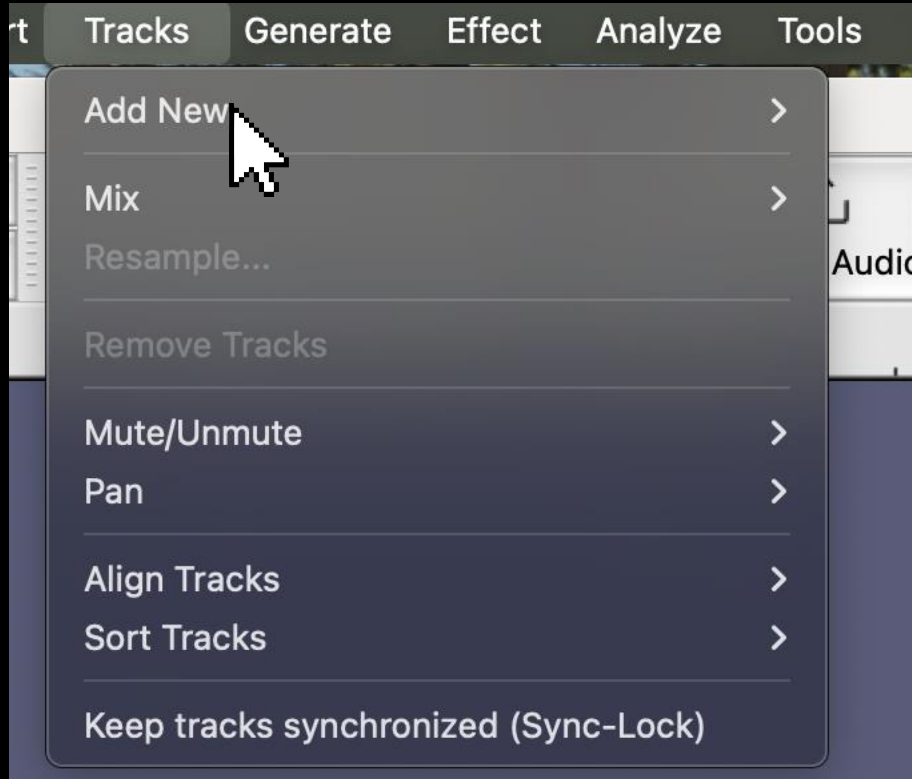 rt Tracks Generate Effect Analyze Tools
Add New
Mix
Resample...
Audio
Remove Tracks
Mute/Unmute
Pan
Align Tracks
Sort Tracks
Keep tracks synchronized (Sync-Lock)